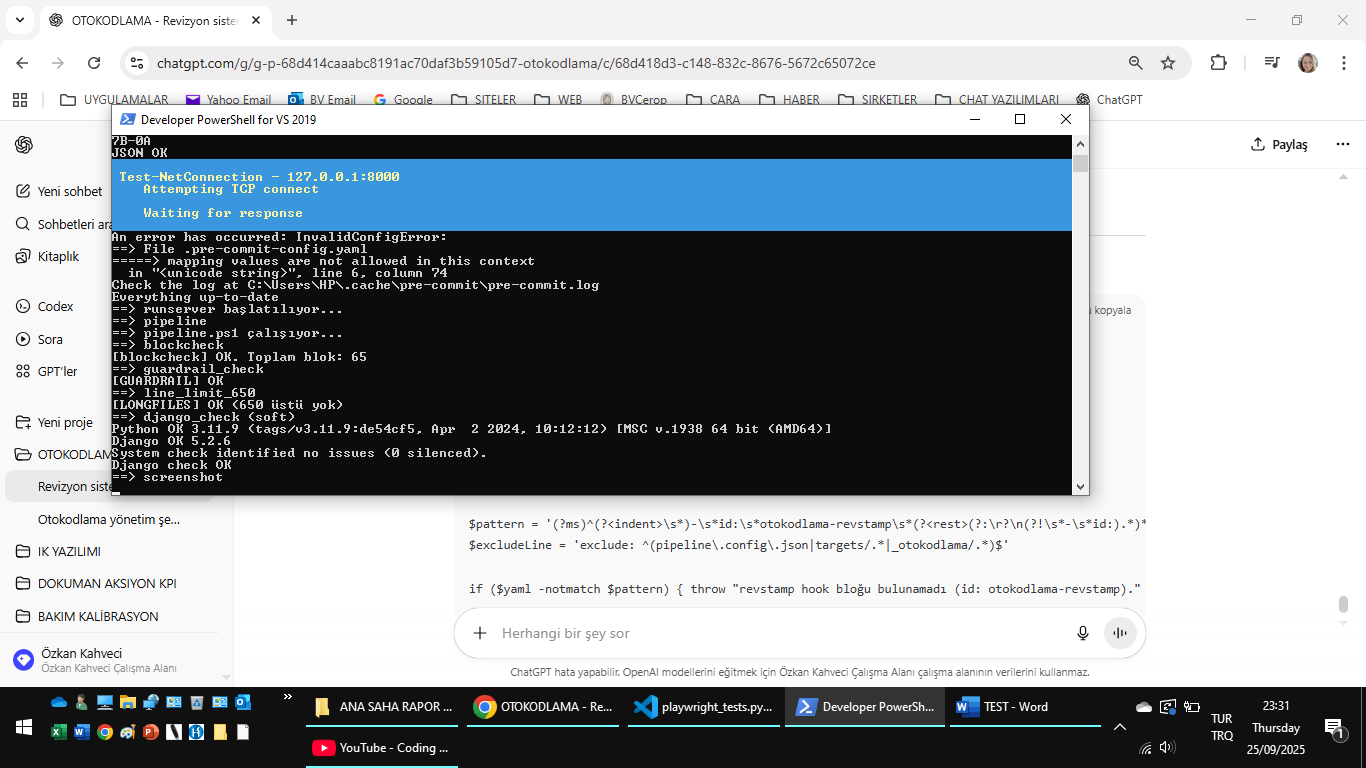 OTOKODLAMA - Revizyon siste
chatgpt.com/g/g-p-68d414caaabc8191ac70daf3b59105d7-otokodlama/c/68d418d3-c148-832c-8676-5672c65072ce
UYGULAMALAR
Yahoo Email
BV Email
Google
SITELER
WEB
BVCerop
CARA
HABER
SIRKETLER
CHAT YAZILIMLARI
ChatGPT
Developer PowerShell for VS 2019
7B-0A
JSON OK
Test-NetConnection - 127.0.0.1:8000
Attempting TCP connect
Waiting for response
An error has occurred: InvalidConfigError:
==> File .pre-commit-config.yaml
=====> mapping values are not allowed in this context
in "<unicode string>", line 6, column 74
Check the log at C:\Users\HP\.cache\pre-commit\pre-commit.log
Everything up-to-date
==> runserver başlatılıyor...
==> pipeline
==> pipeline.ps1 çalışıyor...
==> blockcheck
[blockcheck] OK. Toplam blok: 65
==> guardrail_check
[GUARDRAIL] OK
==> line_limit_650
[LONGFILES] OK (650 üstü yok)
==> django_check (soft)
Python OK 3.11.9 (tags/v3.11.9:de54cf5, Apr  2 2024, 10:12:12) [MSC v.1938 64 bit (AMD64)]
Django OK 5.2.6
System check identified no issues (0 silenced).
Django check OK
==> screenshot
Paylaş
Yeni sohbet
Sohbetleri ara
Kitaplık
Codex
Sora
GPT'ler
Yeni proje
OTOKODLAM
Revizyon siste
Otokodlama yönetim şe...
IK YAZILIMI
DOKUMAN AKSIYON KPI
BAKIM KALİBRASYON
Özkan Kahveci
Özkan Kahveci Çalışma Alanı
kopyala
$pattern = '(?ms)^(?<indent>\s*)-\s*id:\s*otokodlama-revstamp\s*(?<rest>(?:\r?\n(?!\s*-\s*id:).*)*
$excludeLine = 'exclude: ^(pipeline\.config\.json|targets/.*|_otokodlama/.*)$'
if ($yaml -notmatch $pattern) { throw "revstamp hook bloğu bulunamadı (id: otokodlama-revstamp)."
Herhangi bir şey sor
ChatGPT hata yapabilir. OpenAI modellerini eğitmek için Özkan Kahveci Çalışma Alanı çalışma alanının verilerini kullanmaz.
ANA SAHA RAPOR ...
OTOKODLAMA - Re...
playwright_tests.py...
Developer PowerSh...
TEST - Word
YouTube - Coding ...
TUR
TRQ
23:31
Thursday
25/09/2025
1